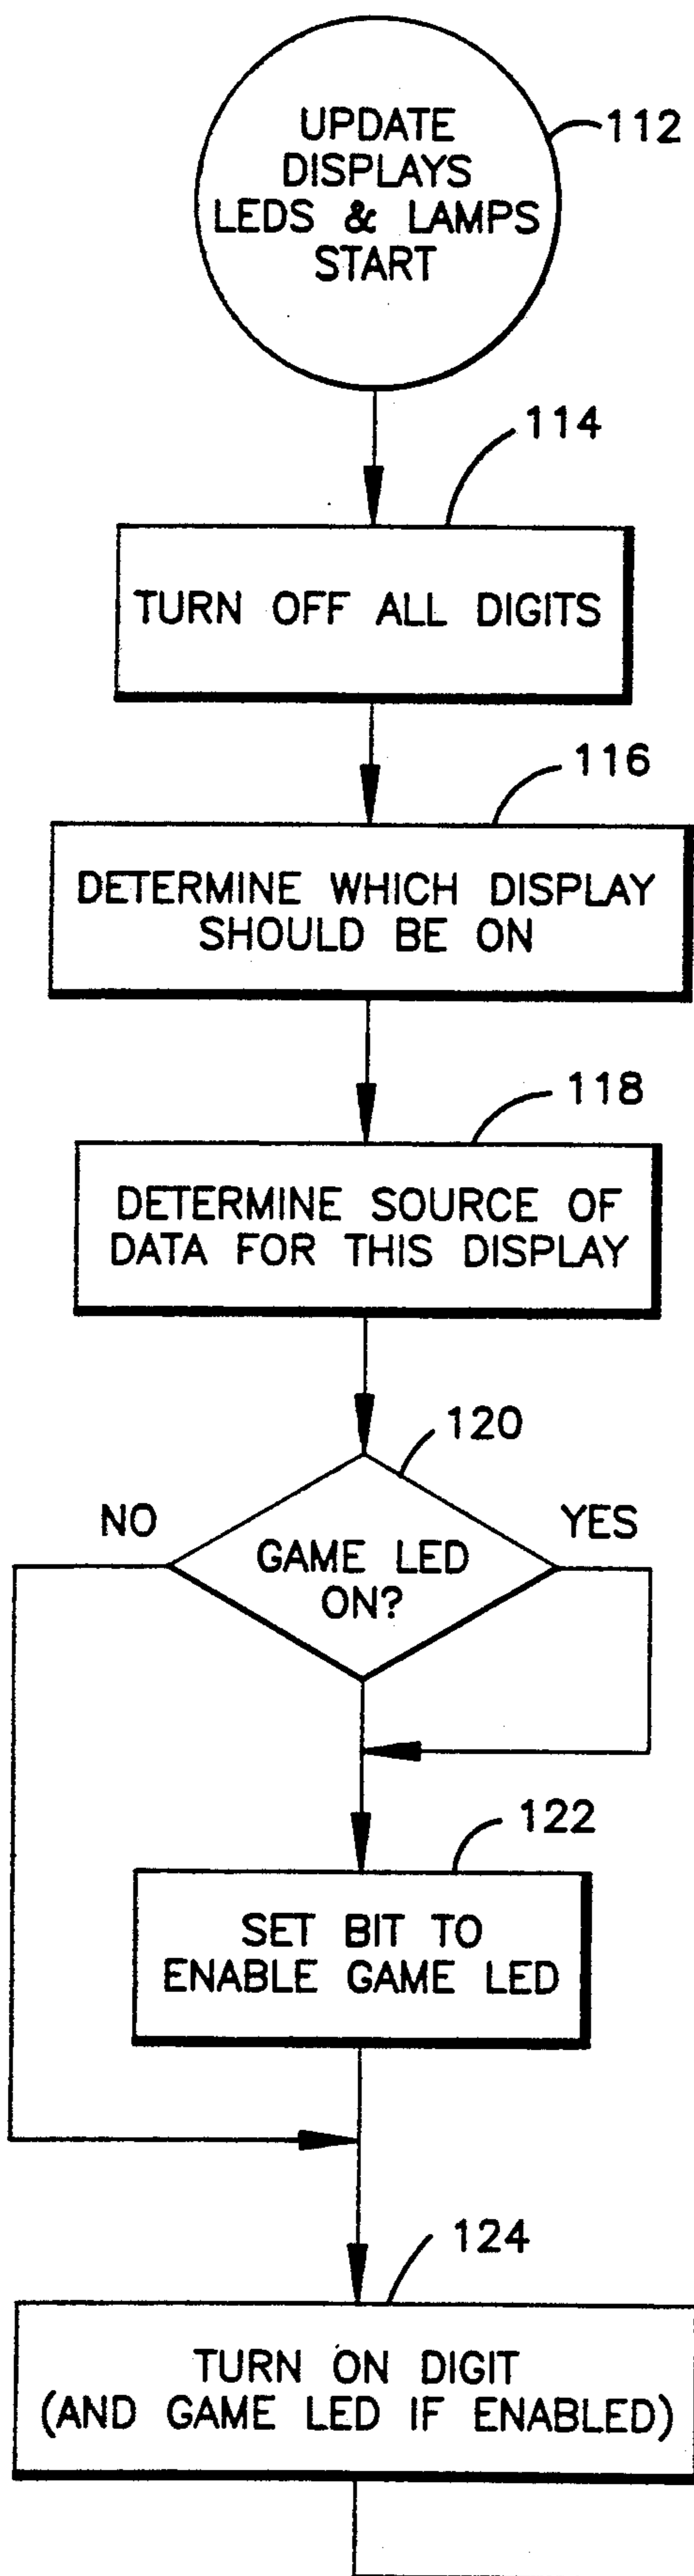 UPDATE
DISPLAYS
LEDS & LAMPS
START
112
114
TURN OFF ALL DIGITS
116
DETERMINE WHICH DISPLAY
SHOULD BE ON
118
DETERMINE SOURCE OF
DATA FOR THIS DISPLAY
120
NO
YES
GAME LED
ON?
122
SET BIT TO
ENABLE GAME LED
124
TURN ON DIGIT
(AND GAME LED IF ENABLED)